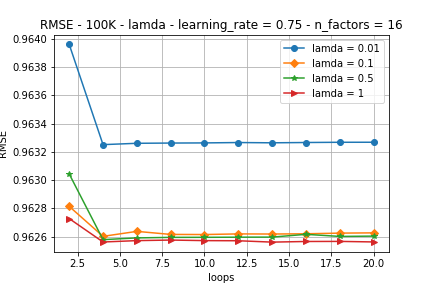 RMSE - 100K - lamda - learning_rate = 0.75 - n_factors = 16
0.9640
0.9638
0.9636
0.9634
0.9632
0.9630
0.9628
0.9626
RMSE
lamda = 0.01
lamda = 0.1
lamda = 0.5
lamda = 1
2.5 5.0 7.5 10.0 12.5 15.0 17.5 20.0
loops